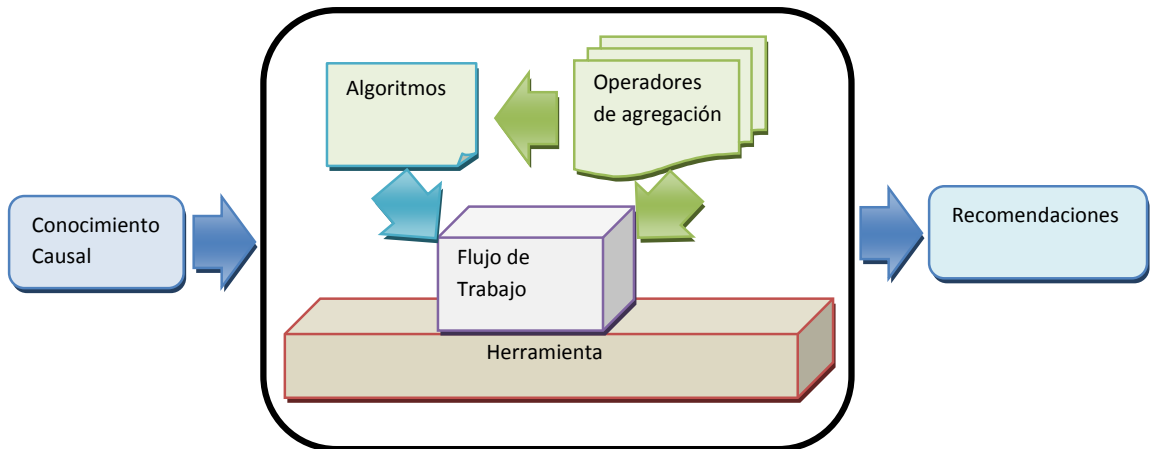 Algoritmos
Operadores
de agregación
Conocimiento
Causal
Recomendaciones
Flujo de
Trabajo
Herramienta